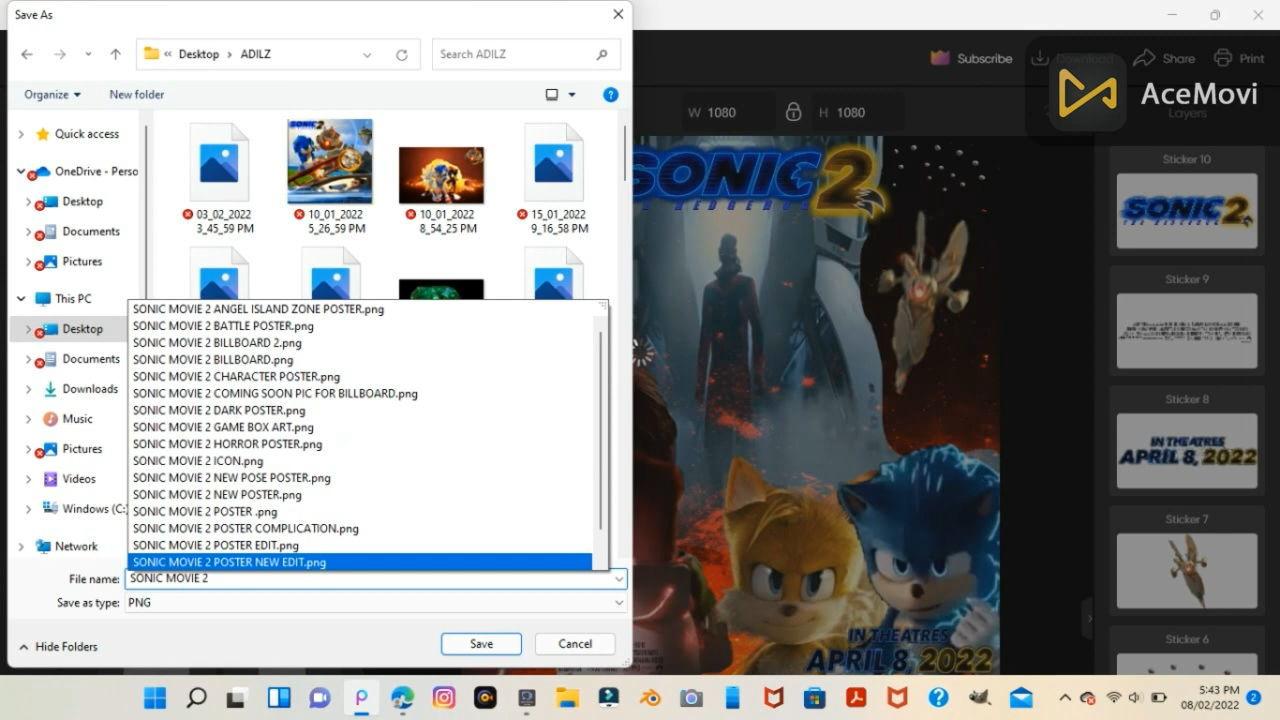 Save As
Desktop > ADILZ
Search ADILZ
Organize
New folder
Quick access
OneDrive - Perso
Desktop
Documents
Pictures
This PC
Desktop
Documents
Downloads
Music
Pictures
Videos
Windows (C:)
Network
03_02_2022
3_45_59 PM
10_01_2022
5_26_59 PM
10_01_2022
8_54_25 PM
15_01_2022
9_16_58 PM
SONIC MOVIE 2 ANGEL ISLAND ZONE POSTER.png
SONIC MOVIE 2 BATTLE POSTER.png
SONIC MOVIE 2 BILLBOARD 2.png
SONIC MOVIE 2 BILLBOARD.png
SONIC MOVIE 2 CHARACTER POSTER.png
SONIC MOVIE 2 COMING SOON PIC FOR BILLBOARD.png
SONIC MOVIE 2 DARK POSTER.png
SONIC MOVIE 2 GAME BOX ART.png
SONIC MOVIE 2 HORROR POSTER.png
SONIC MOVIE 2 ICON.png
SONIC MOVIE 2 NEW POSE POSTER.png
SONIC MOVIE 2 NEW POSTER.png
SONIC MOVIE 2 POSTER .png
SONIC MOVIE 2 POSTER COMPLICATION.png
SONIC MOVIE 2 POSTER EDIT.png
SONIC MOVIE 2 POSTER NEW EDIT.png
File name: SONIC MOVIE 2
Save as type: PNG
Hide Folders
Save
Cancel
Subscribe
Download
Share
Print
AceMovi
W 1080
H 1080
Layers
SONIC 2
THE HEDGEHOG
IN THEATRES
APRIL 8, 2022
Sticker 10
SONIC 2
THE HEDGEHOG
Sticker 9
Sticker 8
IN THEATRES
APRIL 8, 2022
Sticker 7
Sticker 6
5:43 PM
08/02/2022
2